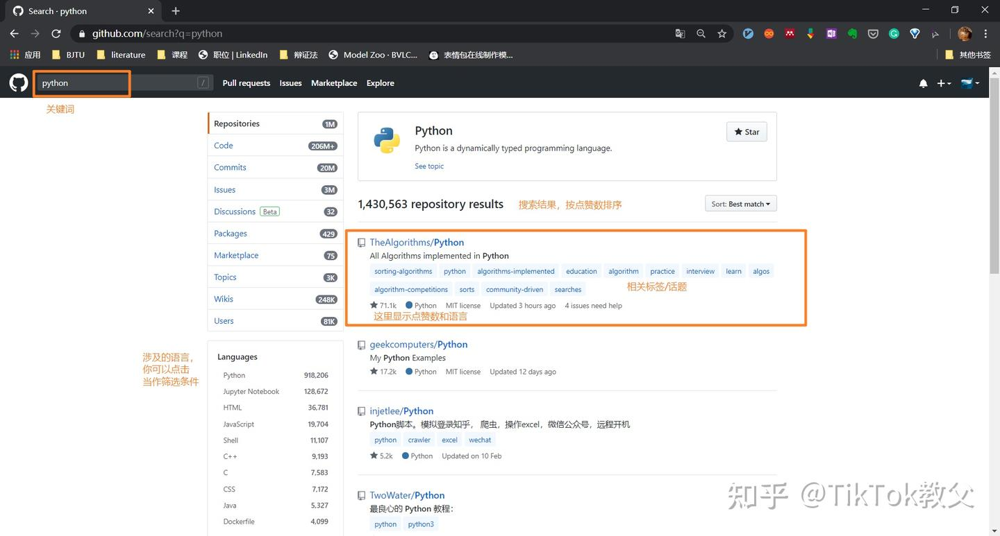 Search · python
github.com/search?q=python
应用 BJTU literature 课程 职位 | LinkedIn 辩证法 Model Zoo · BVLC... 表情包在线制作模... 其他书签
python / Pull requests Issues Marketplace Explore
关键词
Repositories 1M
Code 206M+
Commits 20M
Issues 3M
Discussions Beta 32
Packages 429
Marketplace 75
Topics 3K
Wikis 248K
Users 81K
涉及的语言，
你可以点击
当作筛选条件
Languages
Python 918,206
Jupyter Notebook 128,672
HTML 36,781
JavaScript 19,704
Shell 11,107
C++ 9,193
C 7,583
CSS 7,172
Java 5,327
Dockerfile 4,099
Python
Star
Python is a dynamically typed programming language.
See topic
1,430,563 repository results 搜索结果，按点赞数排序 Sort: Best match
TheAlgorithms/Python
All Algorithms implemented in Python
sorting-algorithms python algorithms-implemented education algorithm practice interview learn algos
algorithm-competitions sorts community-driven searches 相关标签/话题
71.1k Python MIT license Updated 3 hours ago 4 issues need help
这里显示点赞数和语言
geekcomputers/Python
My Python Examples
17.2k Python MIT license Updated 12 days ago
injetlee/Python
Python脚本。模拟登录知乎， 爬虫，操作excel，微信公众号，远程开机
python crawler excel wechat
5.2k Python Updated on 10 Feb
TwoWater/Python
最良心的 Python 教程：
python python3
知乎 @TikTok教父